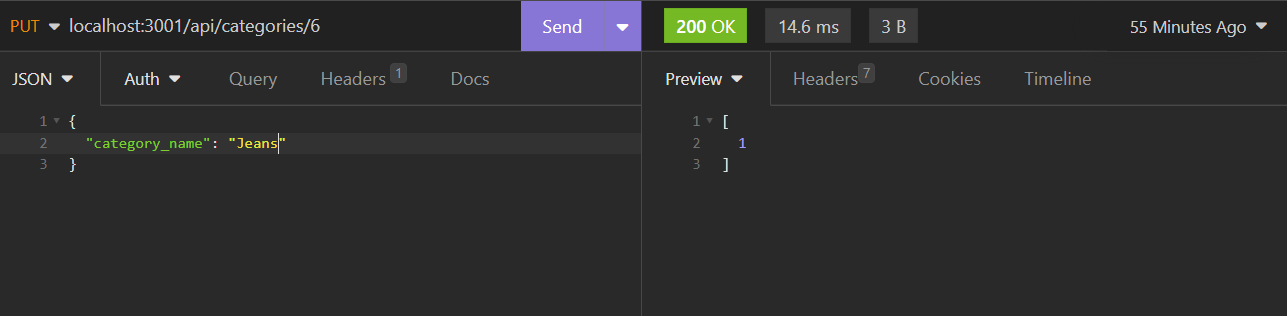 PUT localhost:3001/api/categories/6 Send 200 OK 14.6 ms 3 B 55 Minutes Ago
JSON Auth Query Headers 1 Docs Preview Headers 7 Cookies Timeline
1 {
2 "category_name": "Jeans"
3 }
1 [
2 1
3 ]